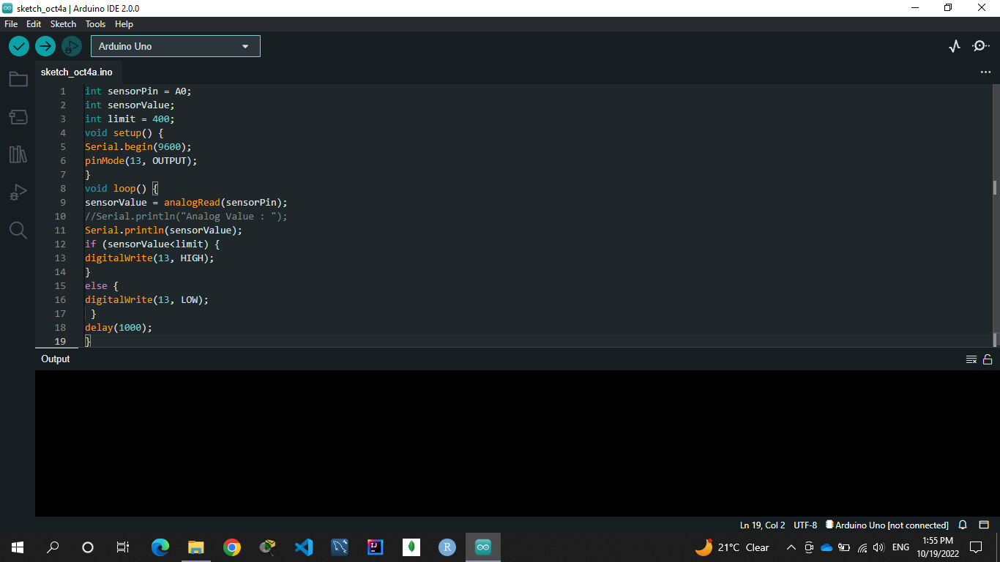 sketch_oct4a | Arduino IDE 2.0.0
File Edit Sketch Tools Help
Arduino Uno
sketch_oct4a.ino
1 int sensorPin = A0;
2 int sensorValue;
3 int limit = 400;
4 void setup() {
5 Serial.begin(9600);
6 pinMode(13, OUTPUT);
7 }
8 void loop() {
9 sensorValue = analogRead(sensorPin);
10 //Serial.println("Analog Value : ");
11 Serial.println(sensorValue);
12 if (sensorValue<limit) {
13 digitalWrite(13, HIGH);
14 }
15 else {
16 digitalWrite(13, LOW);
17 }
18 delay(1000);
19 }
Output
Ln 19, Col 2 UTF-8 Arduino Uno [not connected]
IJ
R
21°C Clear
ENG
1:55 PM
10/19/2022